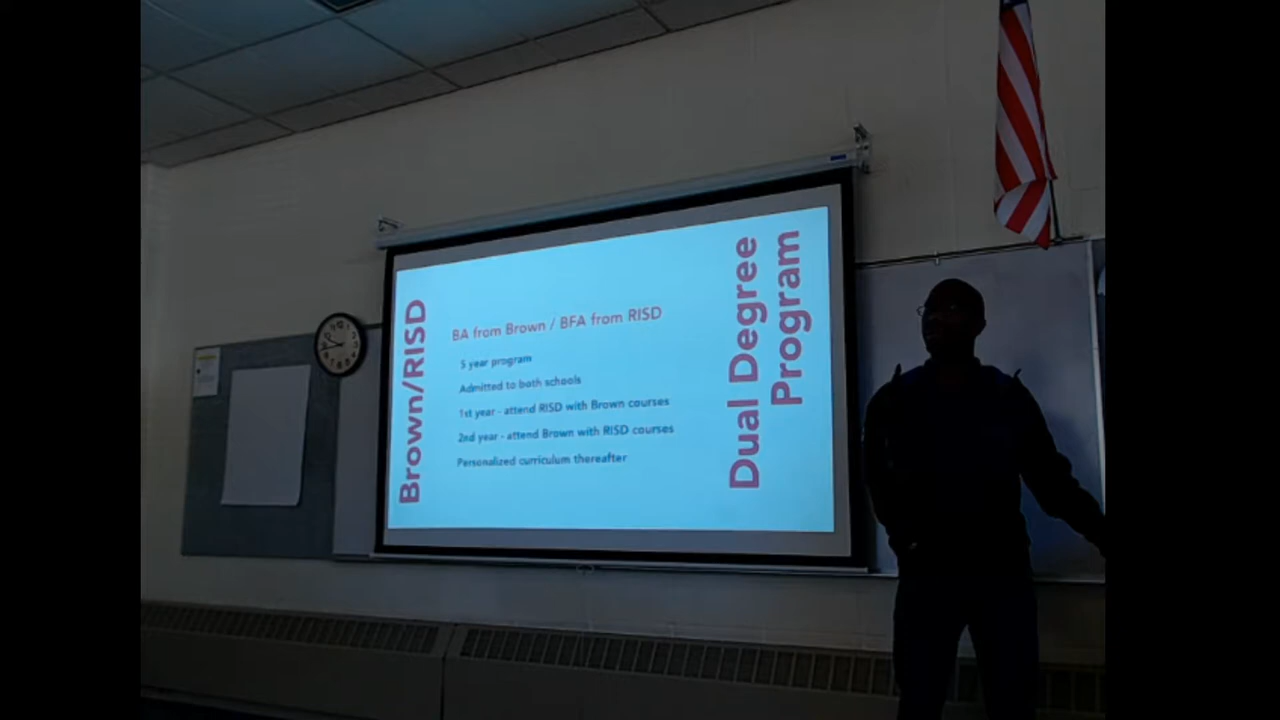 Brown/RISD
BA from Brown / BFA from RISD
5 year program
Admitted to both schools
1st year - attend RISD with Brown courses
2nd year - attend Brown with RISD courses
Personalized curriculum thereafter
Dual Degree
Program